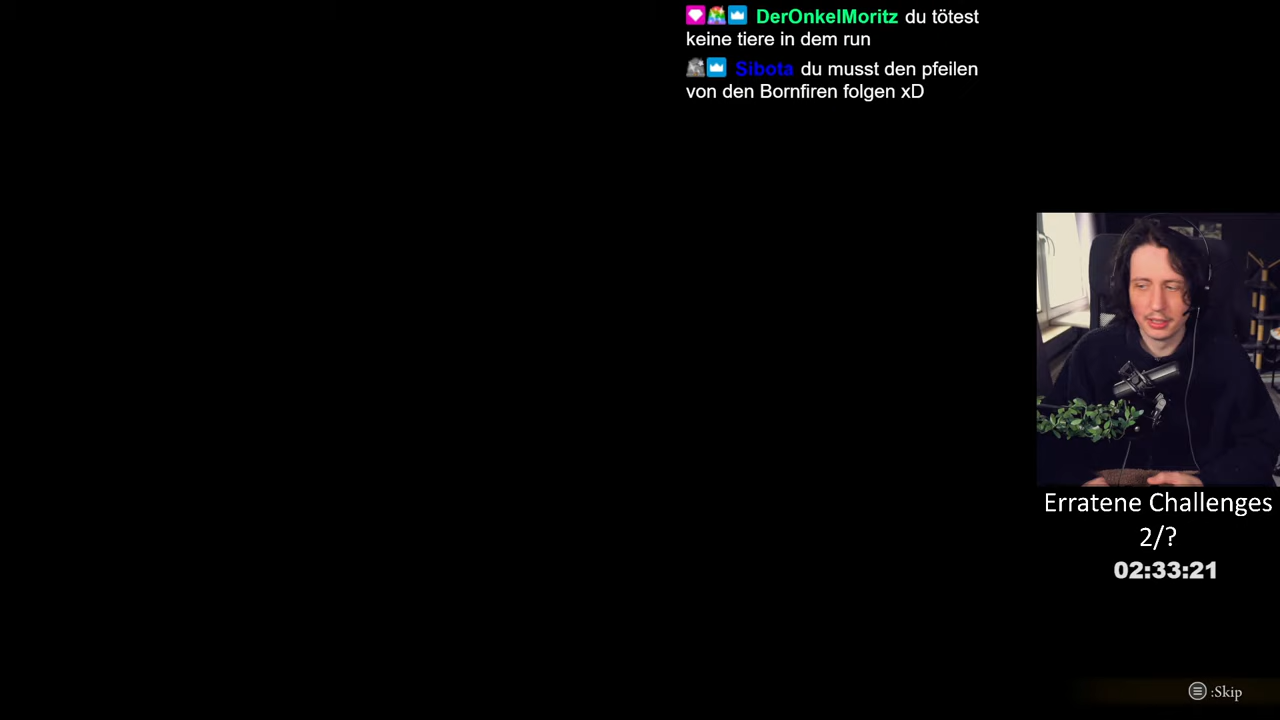 DerOnkelMoritz du tötest
keine tiere in dem run
Sibota du musst den pfeilen
von den Bornfiren folgen xD
Erratene Challenges
2/?
02:33:21
:Skip